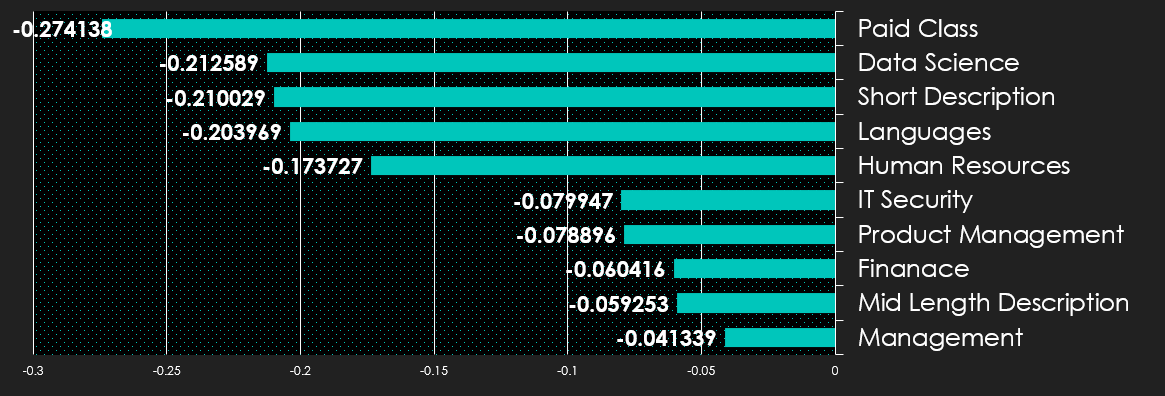 -0.274138 Paid Class
-0.212589 Data Science
-0.210029 Short Description
-0.203969 Languages
-0.173727 Human Resources
-0.079947 IT Security
-0.078896 Product Management
-0.060416 Finanace
-0.059253 Mid Length Description
-0.041339 Management
-0.3 -0.25 -0.2 -0.15 -0.1 -0.05 0